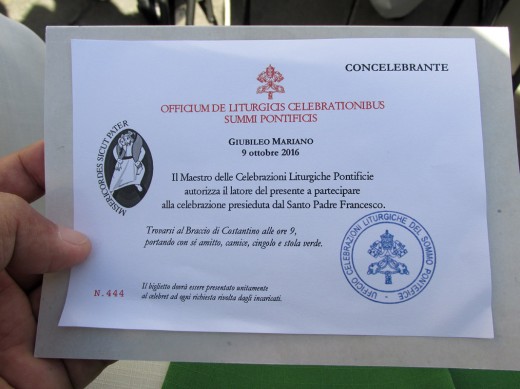 CONCELEBRANTE
OFFICIUM DE LITURGICIS CELEBRATIONIBUS
SUMMI PONTIFICIS
GIUBILEO MARIANO
9 ottobre 2016
MISERICORDES SICUT PATER
Il Maestro delle Celebrazioni Liturgiche Pontificie
autorizza il latore del presente a partecipare
alla celebrazione presieduta dal Santo Padre Francesco.
Trovarsi al Braccio di Costantino alle ore 9,
portando con sé amitto, camice, cingolo e stola verde.
UFFICIO CELEBRAZIONI LITURGICHE DEL SOMMO PONTEFICE
N. 444
Il biglietto dovrà essere presentato unitamente
al celebret ad ogni richiesta rivolta dagli incaricati.